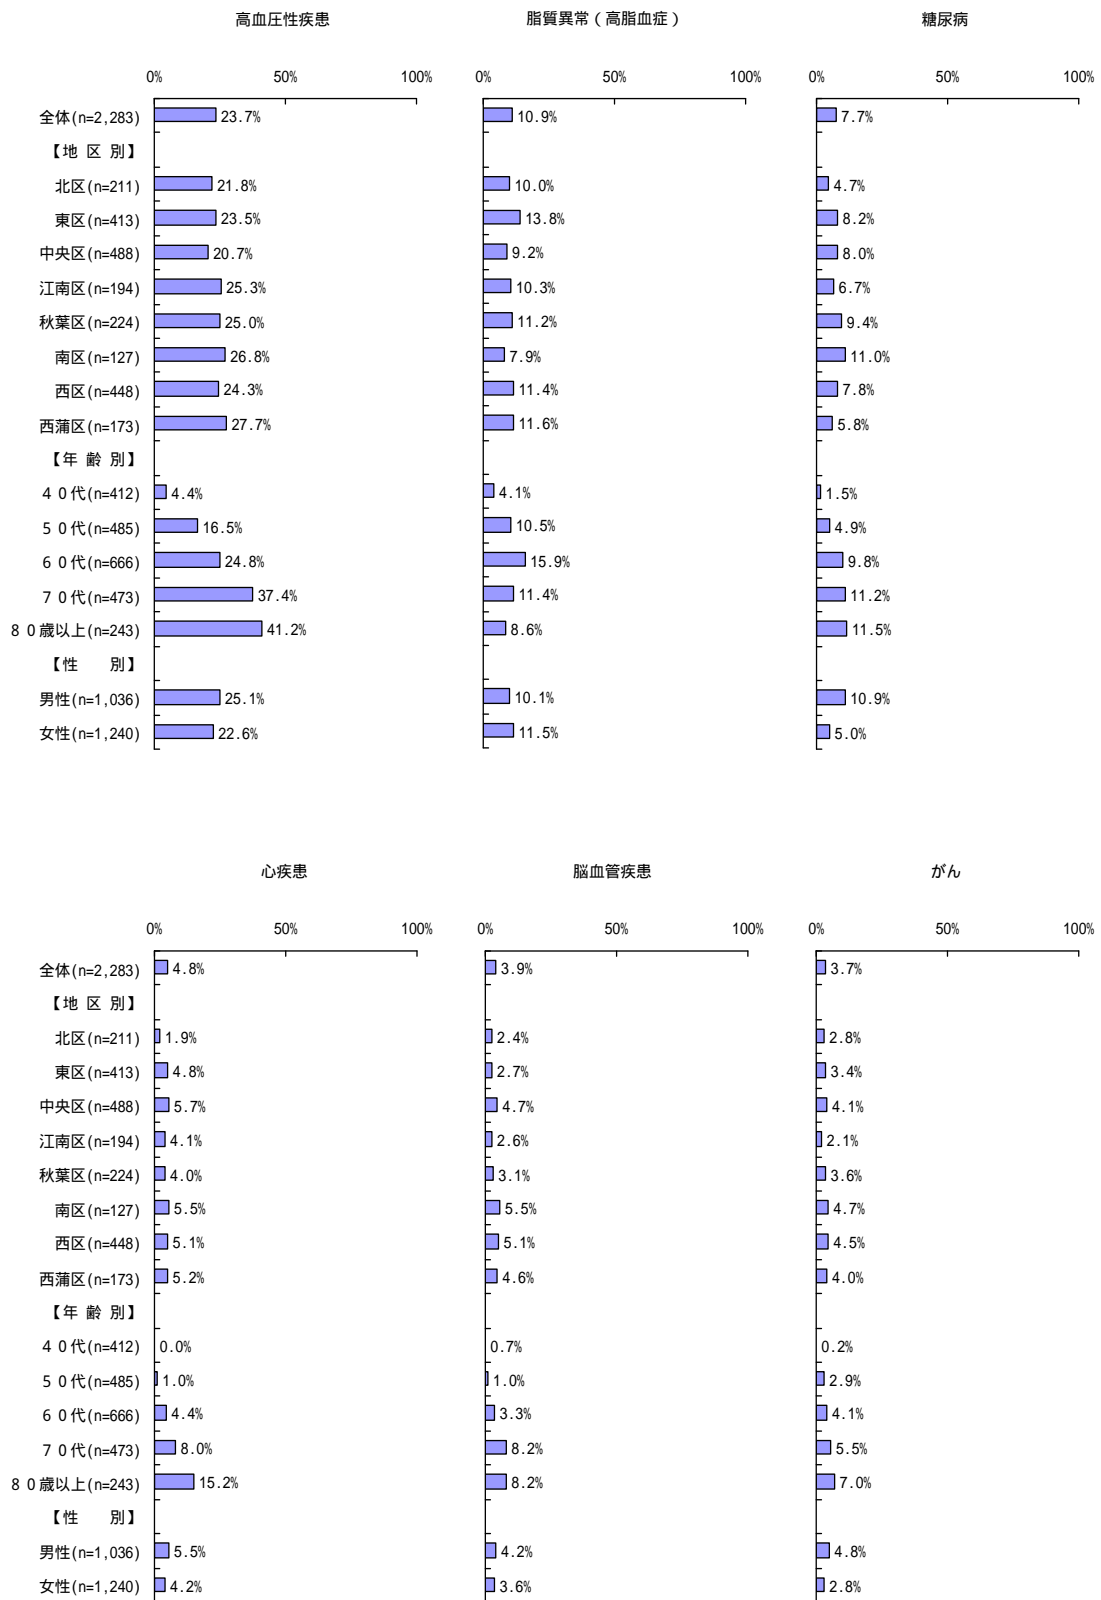 高血圧性疾患 脂質異常(高脂血症) 糖尿病
0% 50% 100% 0% 50% 100% 0% 50% 100%
全体(n=2,283) 23.7% 10.9% 7.7%
【地 区 別】
北区(n=211) 21.8% 10.0% 4.7%
東区(n=413) 23.5% 13.8% 8.2%
中央区(n=488) 20.7% 9.2% 8.0%
江南区(n=194) 25.3% 10.3% 6.7%
秋葉区(n=224) 25.0% 11.2% 9.4%
南区(n=127) 26.8% 7.9% 11.0%
西区(n=448) 24.3% 11.4% 7.8%
西蒲区(n=173) 27.7% 11.6% 5.8%
【年 齢 別】
40代(n=412) 4.4% 4.1% 1.5%
50代(n=485) 16.5% 10.5% 4.9%
60代(n=666) 24.8% 15.9% 9.8%
70代(n=473) 37.4% 11.4% 11.2%
80歳以上(n=243) 41.2% 8.6% 11.5%
【性 別】
男性(n=1,036) 25.1% 10.1% 10.9%
女性(n=1,240) 22.6% 11.5% 5.0%
心疾患 脳血管疾患 がん
0% 50% 100% 0% 50% 100% 0% 50% 100%
全体(n=2,283) 4.8% 3.9% 3.7%
【地 区 別】
北区(n=211) 1.9% 2.4% 2.8%
東区(n=413) 4.8% 2.7% 3.4%
中央区(n=488) 5.7% 4.7% 4.1%
江南区(n=194) 4.1% 2.6% 2.1%
秋葉区(n=224) 4.0% 3.1% 3.6%
南区(n=127) 5.5% 5.5% 4.7%
西区(n=448) 5.1% 5.1% 4.5%
西蒲区(n=173) 5.2% 4.6% 4.0%
【年 齢 別】
40代(n=412) 0.0% 0.7% 0.2%
50代(n=485) 1.0% 1.0% 2.9%
60代(n=666) 4.4% 3.3% 4.1%
70代(n=473) 8.0% 8.2% 5.5%
80歳以上(n=243) 15.2% 8.2% 7.0%
【性 別】
男性(n=1,036) 5.5% 4.2% 4.8%
女性(n=1,240) 4.2% 3.6% 2.8%